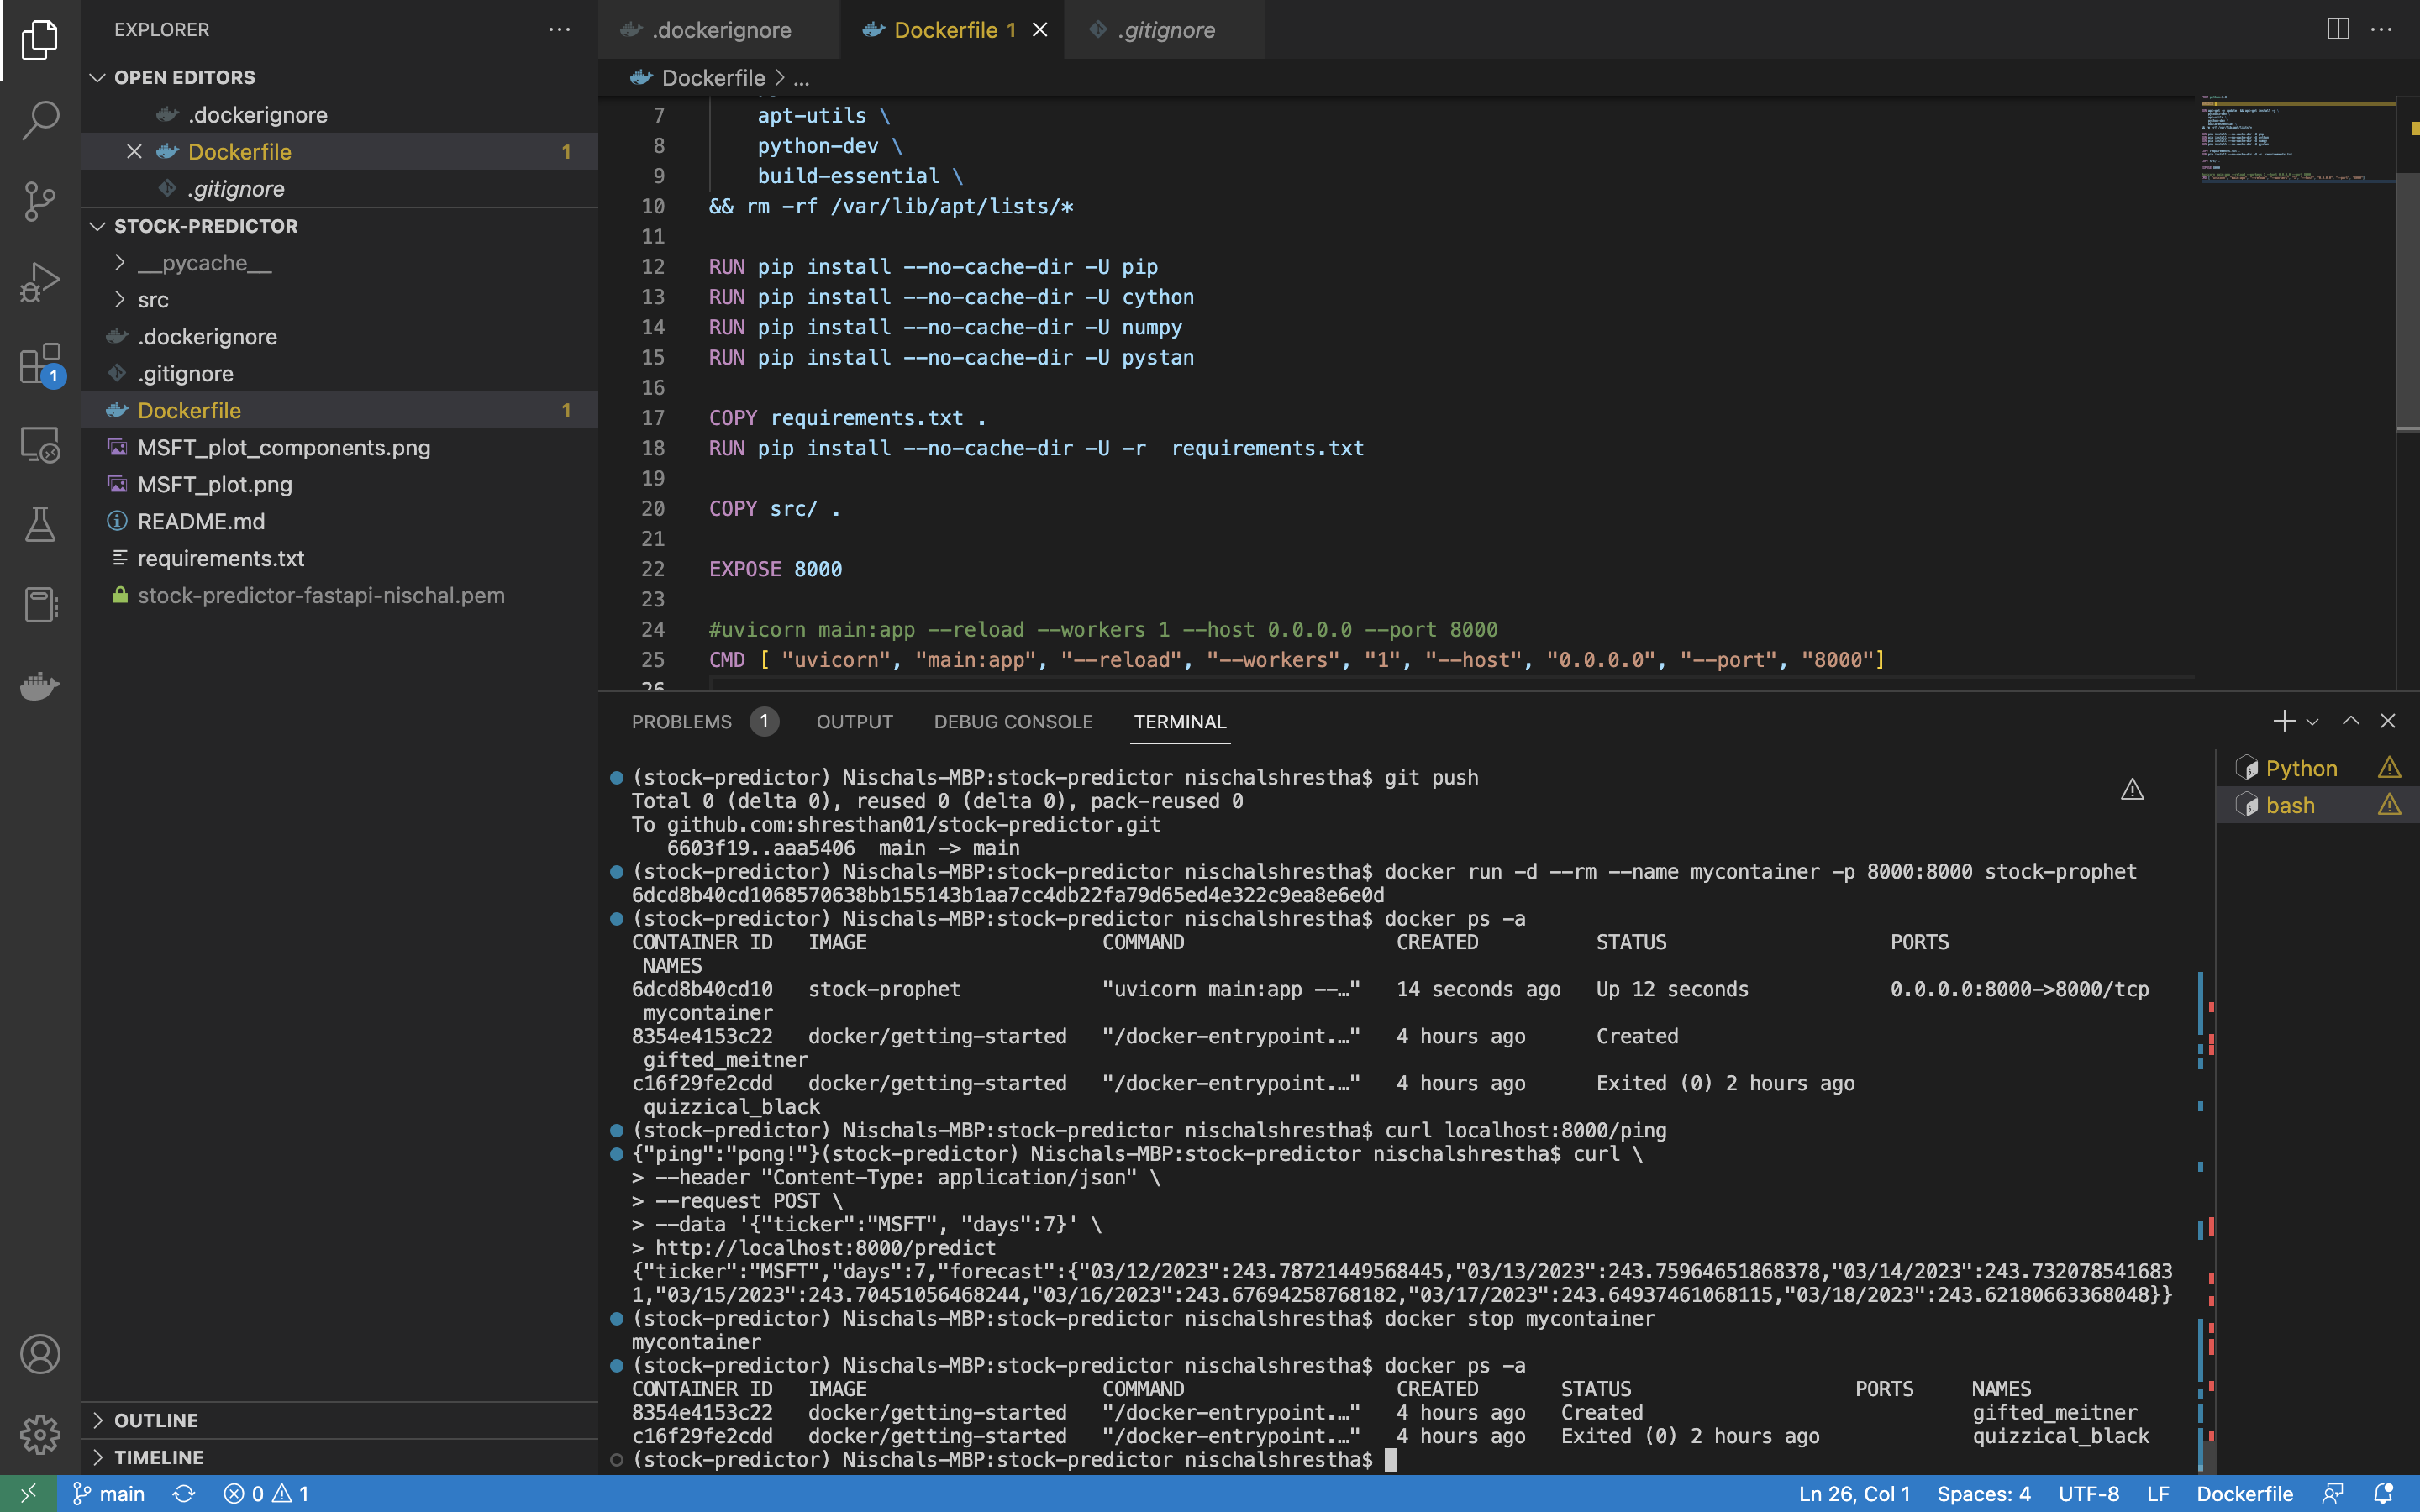 EXPLORER
OPEN EDITORS
.dockerignore
Dockerfile 1
.gitignore
STOCK-PREDICTOR
__pycache__
src
.dockerignore
.gitignore
Dockerfile 1
MSFT_plot_components.png
MSFT_plot.png
README.md
requirements.txt
stock-predictor-fastapi-nischal.pem
OUTLINE
TIMELINE
1
.dockerignore
Dockerfile 1
.gitignore
Dockerfile > ...
7 apt-utils \
8 python-dev \
9 build-essential \
10 && rm -rf /var/lib/apt/lists/*
11
12 RUN pip install --no-cache-dir -U pip
13 RUN pip install --no-cache-dir -U cython
14 RUN pip install --no-cache-dir -U numpy
15 RUN pip install --no-cache-dir -U pystan
16
17 COPY requirements.txt .
18 RUN pip install --no-cache-dir -U -r  requirements.txt
19
20 COPY src/ .
21
22 EXPOSE 8000
23
24 #uvicorn main:app --reload --workers 1 --host 0.0.0.0 --port 8000
25 CMD [ "uvicorn", "main:app", "--reload", "--workers", "1", "--host", "0.0.0.0", "--port", "8000"]
26
PROBLEMS 1 OUTPUT DEBUG CONSOLE TERMINAL
Python
bash
(stock-predictor) Nischals-MBP:stock-predictor nischalshrestha$ git push
Total 0 (delta 0), reused 0 (delta 0), pack-reused 0
To github.com:shresthan01/stock-predictor.git
6603f19..aaa5406  main -> main
(stock-predictor) Nischals-MBP:stock-predictor nischalshrestha$ docker run -d --rm --name mycontainer -p 8000:8000 stock-prophet
6dcd8b40cd1068570638bb155143b1aa7cc4db22fa79d65ed4e322c9ea8e6e0d
(stock-predictor) Nischals-MBP:stock-predictor nischalshrestha$ docker ps -a
CONTAINER ID   IMAGE   COMMAND   CREATED   STATUS   PORTS
NAMES
6dcd8b40cd10   stock-prophet   "uvicorn main:app --…"   14 seconds ago   Up 12 seconds   0.0.0.0:8000->8000/tcp
mycontainer
8354e4153c22   docker/getting-started   "/docker-entrypoint.…"   4 hours ago   Created
gifted_meitner
c16f29fe2cdd   docker/getting-started   "/docker-entrypoint.…"   4 hours ago   Exited (0) 2 hours ago
quizzical_black
(stock-predictor) Nischals-MBP:stock-predictor nischalshrestha$ curl localhost:8000/ping
{"ping":"pong!"}(stock-predictor) Nischals-MBP:stock-predictor nischalshrestha$ curl \
> --header "Content-Type: application/json" \
> --request POST \
> --data '{"ticker":"MSFT", "days":7}' \
> http://localhost:8000/predict
{"ticker":"MSFT","days":7,"forecast":{"03/12/2023":243.78721449568445,"03/13/2023":243.75964651868378,"03/14/2023":243.732078541683
1,"03/15/2023":243.70451056468244,"03/16/2023":243.67694258768182,"03/17/2023":243.64937461068115,"03/18/2023":243.62180663368048}}
(stock-predictor) Nischals-MBP:stock-predictor nischalshrestha$ docker stop mycontainer
mycontainer
(stock-predictor) Nischals-MBP:stock-predictor nischalshrestha$ docker ps -a
CONTAINER ID   IMAGE   COMMAND   CREATED   STATUS   PORTS   NAMES
8354e4153c22   docker/getting-started   "/docker-entrypoint.…"   4 hours ago   Created   gifted_meitner
c16f29fe2cdd   docker/getting-started   "/docker-entrypoint.…"   4 hours ago   Exited (0) 2 hours ago   quizzical_black
(stock-predictor) Nischals-MBP:stock-predictor nischalshrestha$
main 0 1 Ln 26, Col 1 Spaces: 4 UTF-8 LF Dockerfile